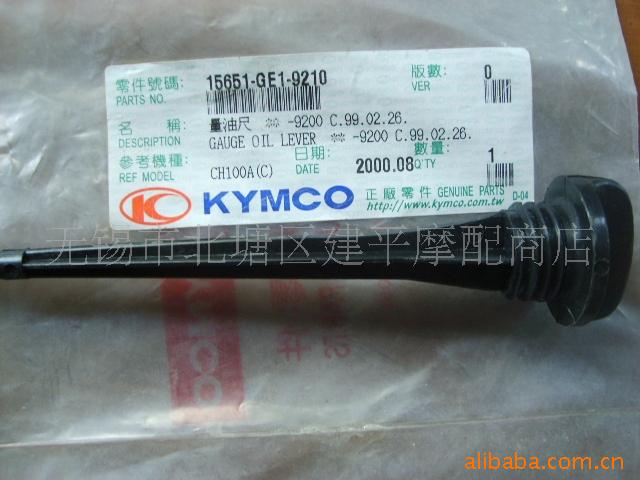 零件號碼: 15651-GE1-9210 版數: 0
PARTS NO. VER
名 稱: 量油尺 ** -9200 C.99.02.26.
DESCRIPTION GAUGE OIL LEVER ** -9200 C.99.02.26.
參考機種: CH100A(C) 日期: 2000.08 數量: 1
REF MODEL DATE Q'TY
KYMCO 正廠零件 GENUINE PARTS
http://www.kymco.com.tw D-04
无锡市北塘区建平摩配商店
alibaba.com.cn